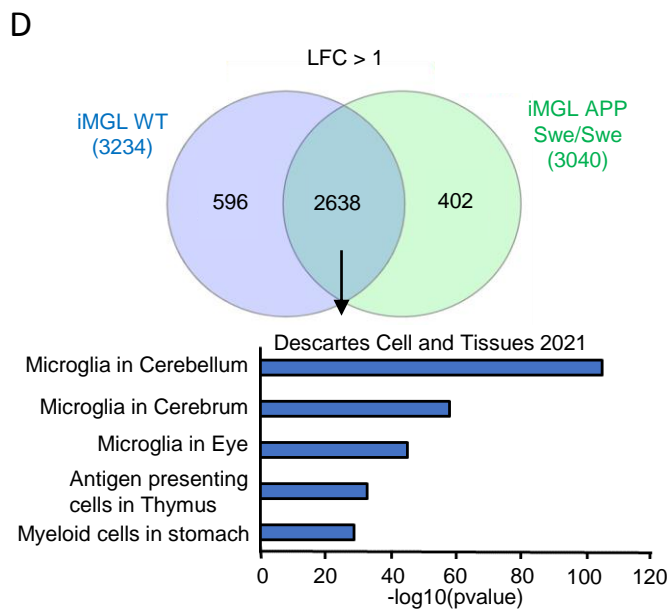 D
LFC > 1
iMGL WT
(3234)
iMGL APP
Swe/Swe
(3040)
596
2638
402
Descartes Cell and Tissues 2021
Microglia in Cerebellum
Microglia in Cerebrum
Microglia in Eye
Antigen presenting
cells in Thymus
Myeloid cells in stomach
0 20 40 60 80 100 120
-log10(pvalue)